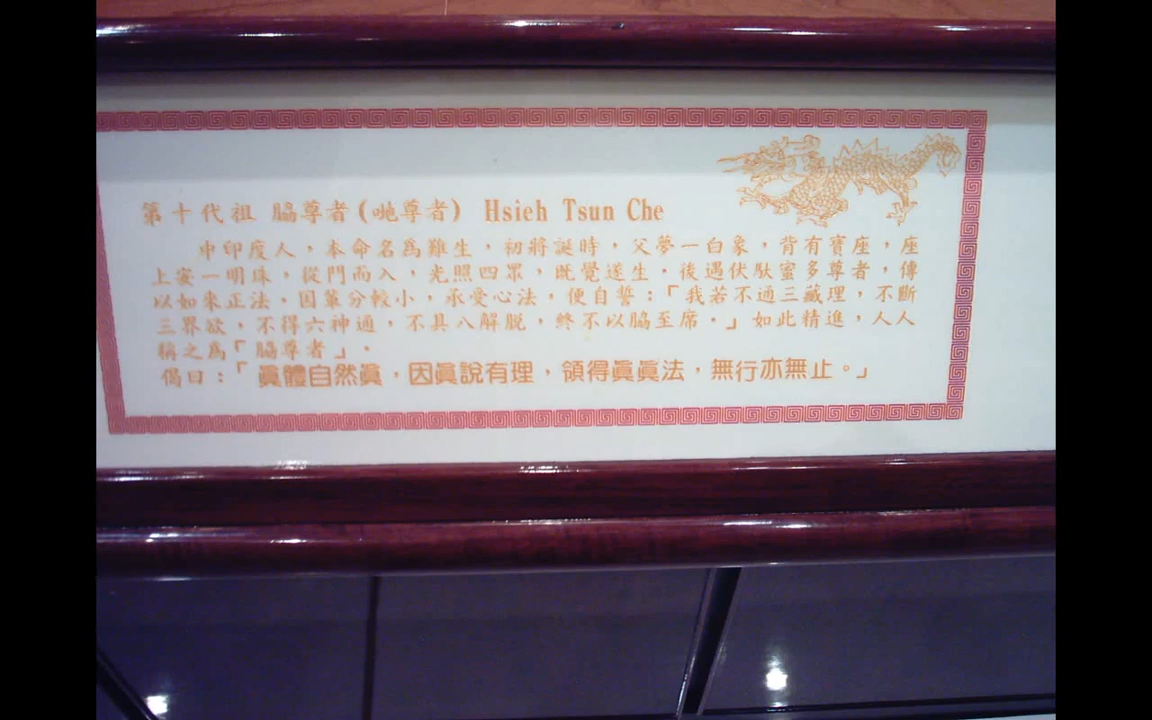 第十代祖 脇尊者(吔尊者) Hsieh Tsun Che
中印度人，本命名為難生，初將誕時，父夢一白象，背有寶座，座
上安一明珠，從門而入，光照四眾，既覺遂生。後遇伏馱蜜多尊者，傳
以如來正法。因輩分較小，承受心法，便自誓：「我若不通三藏理，不斷
三界欲，不得六神通，不具八解脫，終不以脇至席。」如此精進，人人
稱之為「脇尊者」。
偈曰：「眞體自然眞，因眞說有理，領得眞眞法，無行亦無止。」